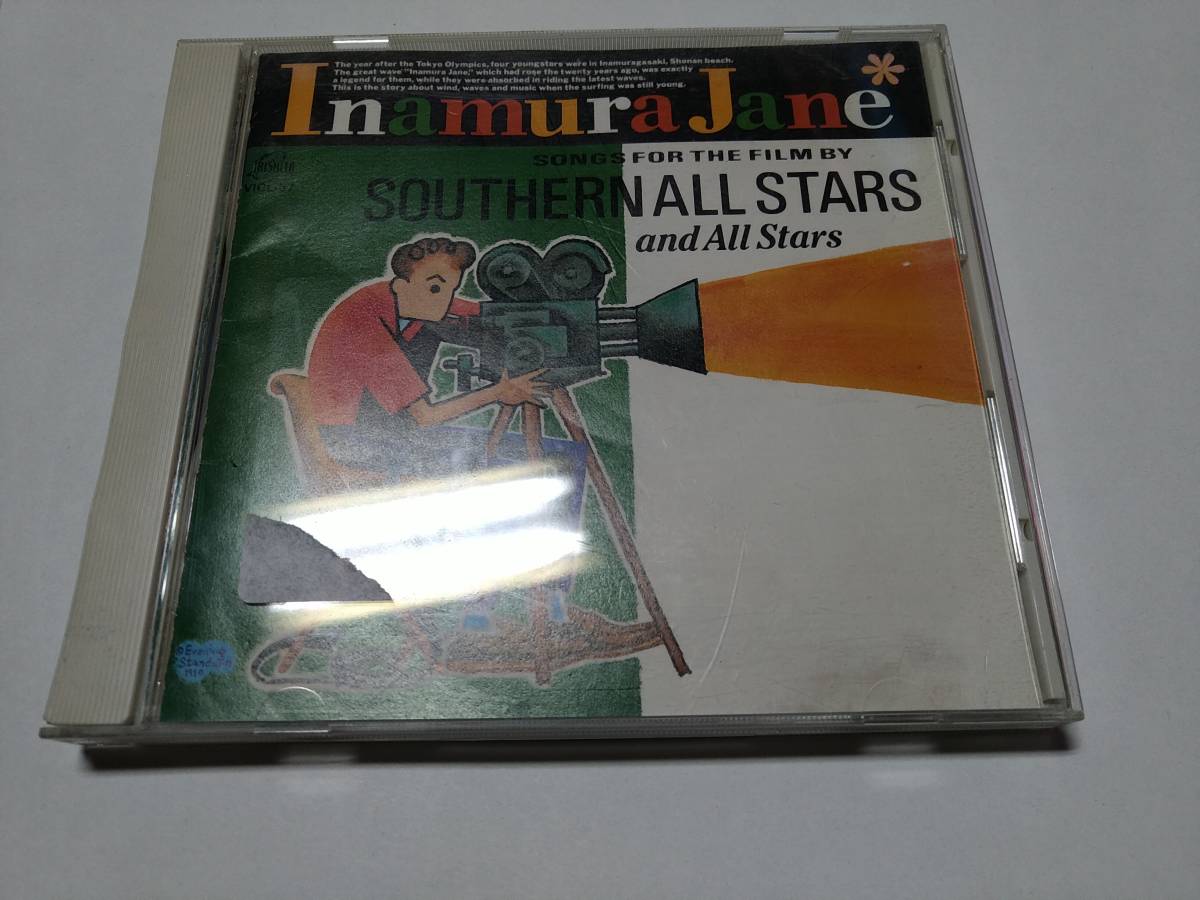 The year after the Tokyo Olympics, four youngstars were in Inamuragasaki, Shonan beach.
The great wave "Inamura Jane," which had rose the twenty years ago, was exactly
a legend for them, while they were absorbed in riding the latest waves.
This is the story about wind, waves and music when the surfing was still young.
Inamura Jane*
SONGS FOR THE FILM BY
VICL-37
SOUTHERN ALL STARS
and All Stars
©Evening